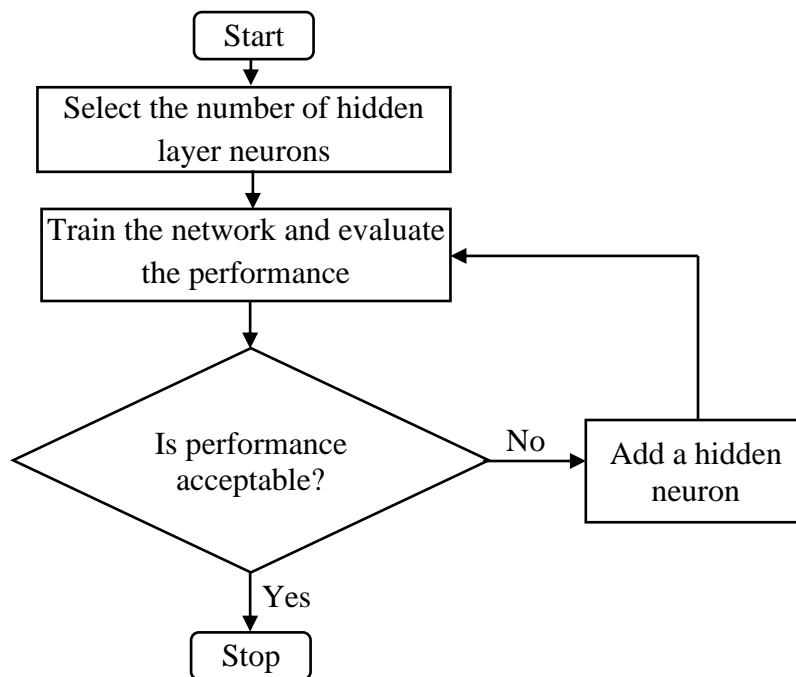 Start
Select the number of hidden
layer neurons
Train the network and evaluate
the performance
Is performance
acceptable?
No
Add a hidden
neuron
Yes
Stop